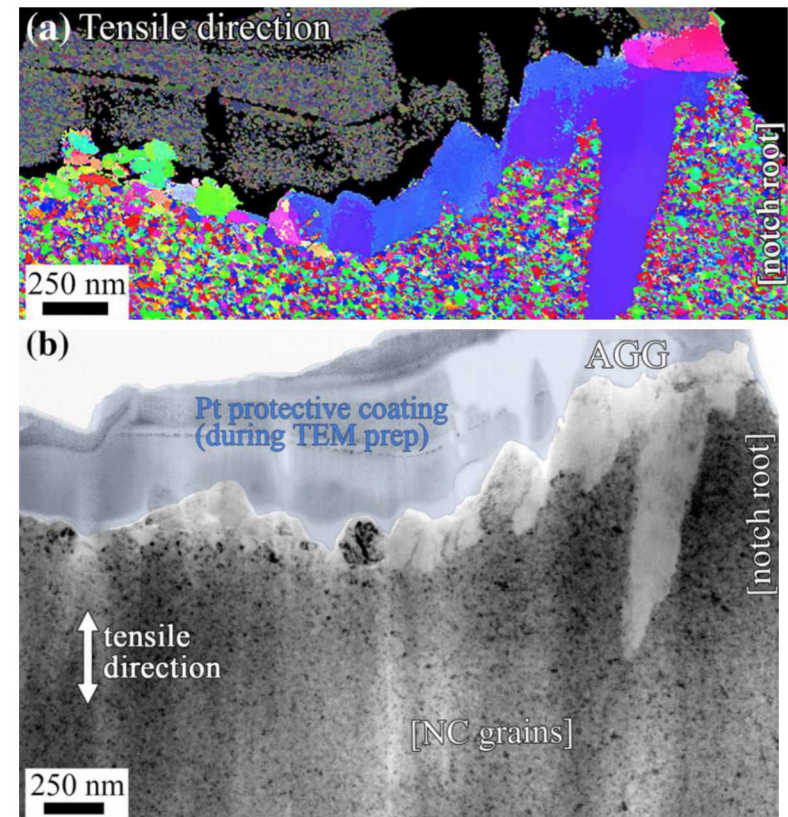 (a) Tensile direction
[notch root]
250 nm
(b)
AGG
Pt protective coating
(during TEM prep)
[notch root]
tensile
direction
[NC grains]
250 nm